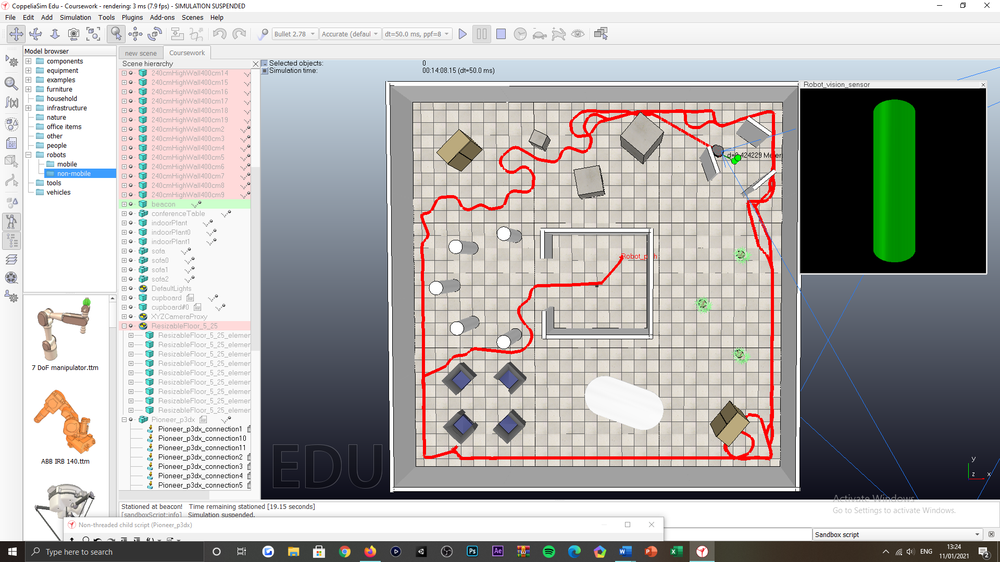 CoppeliaSim Edu - Coursework - rendering: 3 ms (7.9 fps) - SIMULATION SUSPENDED
File Edit Add Simulation Tools Plugins Add-ons Scenes Help
Bullet 2.78 Accurate (defaul dt=50.0 ms, ppf=8
Model browser
components
equipment
examples
furniture
household
infrastructure
nature
office items
other
people
robots
mobile
non-mobile
tools
vehicles
7 DoF manipulator.ttm
ABB IRB 140.ttm
new scene Coursework
Scene hierarchy
240cmHighWall400cm14
240cmHighWall400cm15
240cmHighWall400cm16
240cmHighWall400cm17
240cmHighWall400cm18
240cmHighWall400cm19
240cmHighWall400cm2
240cmHighWall400cm3
240cmHighWall400cm4
240cmHighWall400cm5
240cmHighWall400cm6
240cmHighWall400cm7
240cmHighWall400cm8
240cmHighWall400cm9
beacon
conferenceTable
indoorPlant
indoorPlant0
indoorPlant1
sofa
sofa0
sofa1
sofa2
DefaultLights
cupboard
cupboard#0
XYZCameraProxy
ResizableFloor_5_25
ResizableFloor_5_25_elemer
ResizableFloor_5_25_elemer
ResizableFloor_5_25_elemer
ResizableFloor_5_25_elemer
ResizableFloor_5_25_elemer
ResizableFloor_5_25_elemer
ResizableFloor_5_25_elemer
ResizableFloor_5_25_elemer
ResizableFloor_5_25_elemer
Pioneer_p3dx
Pioneer_p3dx_connection1
Pioneer_p3dx_connection10
Pioneer_p3dx_connection11
Pioneer_p3dx_connection2
Pioneer_p3dx_connection3
Pioneer_p3dx_connection4
Pioneer_p3dx_connection5
Selected objects: 0
Simulation time: 00:14:08.15 (dt=50.0 ms)
Robot_vision_sensor
d=0.424229 Meters
EDU
y
z x
Activate Windows
Go to Settings to activate Windows.
Stationed at beacon! Time remaining stationed [19.15 seconds]
[sandboxScript:info] Simulation suspended.
Non-threaded child script (Pioneer_p3dx)
Sandbox script
Type here to search
ENG
13:24
11/01/2021
2